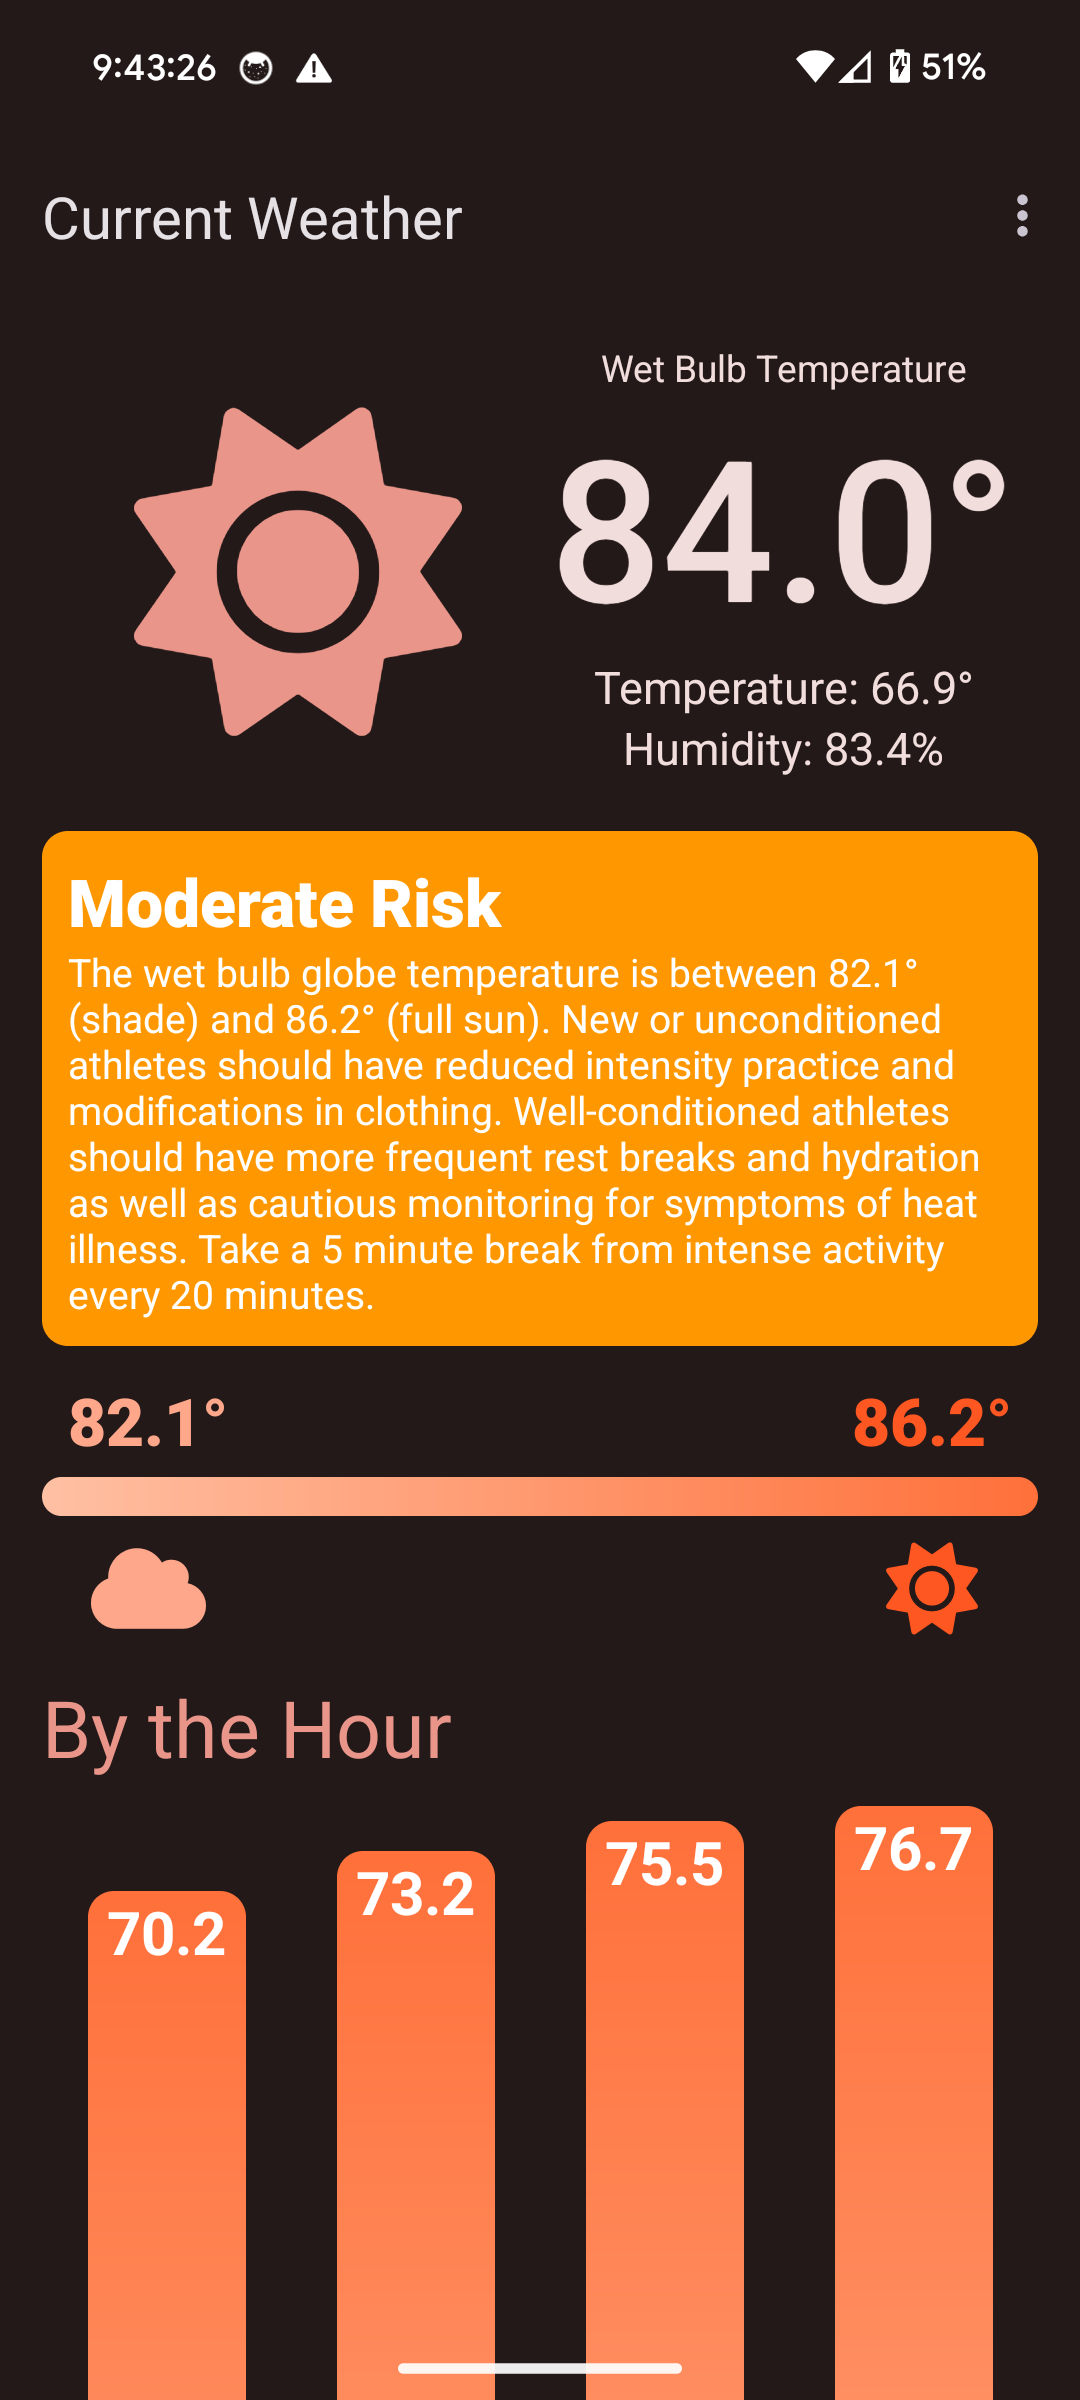 9:43:26 51%
Current Weather
Wet Bulb Temperature
84.0°
Temperature: 66.9°
Humidity: 83.4%
Moderate Risk
The wet bulb globe temperature is between 82.1°
(shade) and 86.2° (full sun). New or unconditioned
athletes should have reduced intensity practice and
modifications in clothing. Well-conditioned athletes
should have more frequent rest breaks and hydration
as well as cautious monitoring for symptoms of heat
illness. Take a 5 minute break from intense activity
every 20 minutes.
82.1° 86.2°
By the Hour
70.2 73.2 75.5 76.7